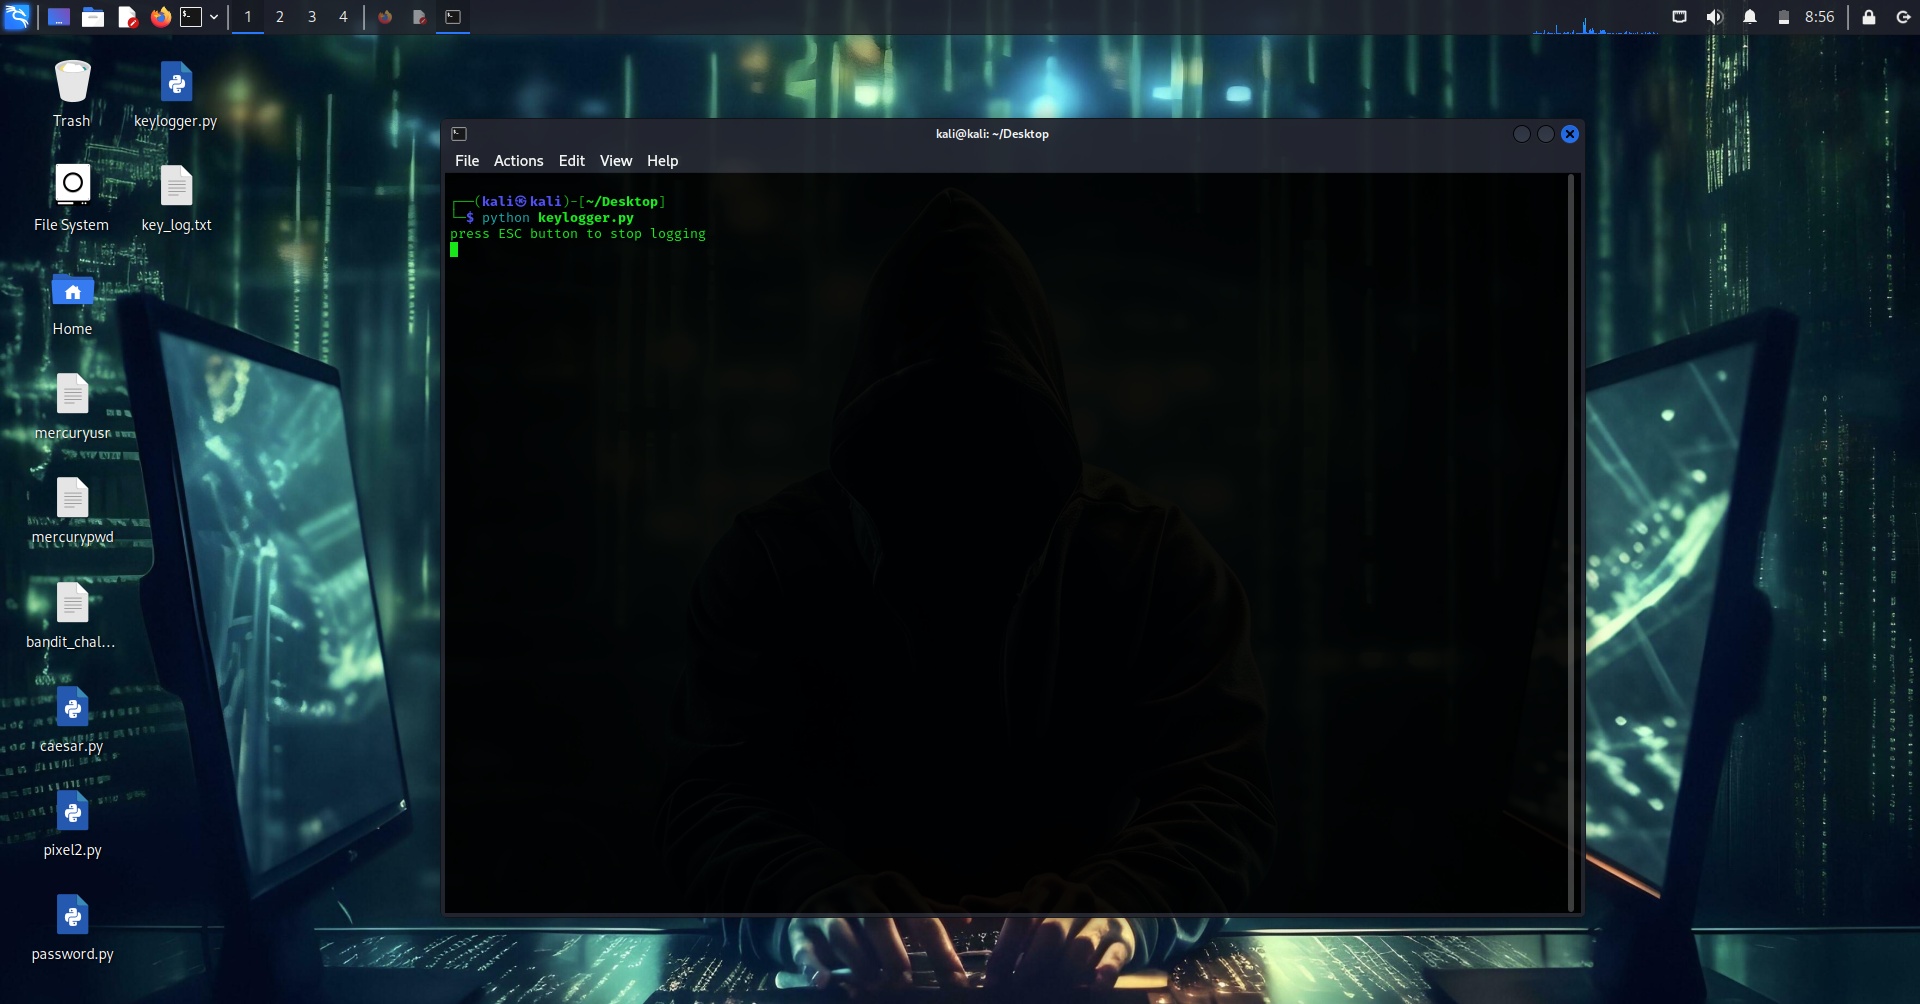 1 2 3 4 8:56
Trash
keylogger.py
File System
key_log.txt
Home
mercuryusr
mercurypwd
bandit_chal...
caesar.py
pixel2.py
password.py
kali@kali: ~/Desktop
File Actions Edit View Help
┌──(kali㉿kali)-[~/Desktop]
└─$ python keylogger.py
press ESC button to stop logging